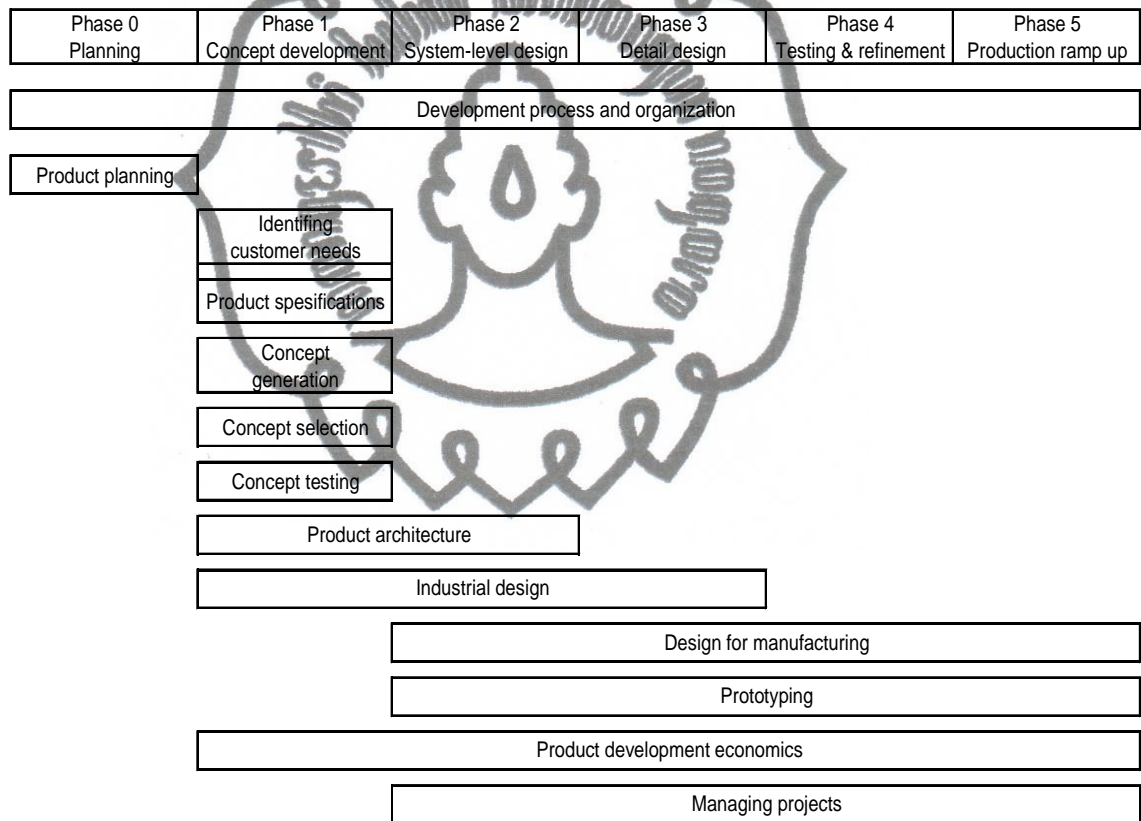 Phase 0
Planning
Phase 1
Concept development
Phase 2
System-level design
Phase 3
Detail design
Phase 4
Testing & refinement
Phase 5
Production ramp up
Development process and organization
Product planning
Identifing
customer needs
Product spesifications
Concept
generation
Concept selection
Concept testing
Product architecture
Industrial design
Design for manufacturing
Prototyping
Product development economics
Managing projects